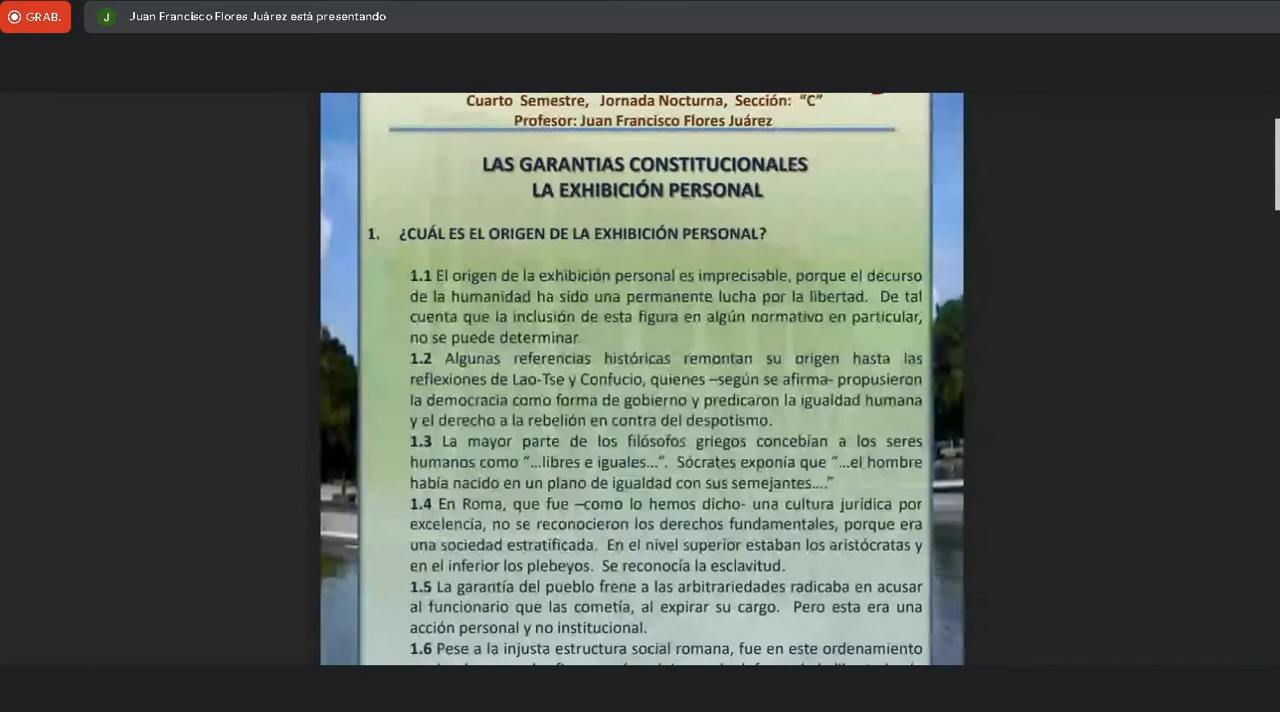 GRAB.
J
Juan Francisco Flores Juárez está presentando
Cuarto Semestre, Jornada Nocturna, Sección: “C”
Profesor: Juan Francisco Flores Juárez
LAS GARANTIAS CONSTITUCIONALES
LA EXHIBICIÓN PERSONAL
1. ¿CUÁL ES EL ORIGEN DE LA EXHIBICIÓN PERSONAL?
1.1 El origen de la exhibición personal es imprecisable, porque el decurso
de la humanidad ha sido una permanente lucha por la libertad. De tal
cuenta que la inclusión de esta figura en algún normativo en particular,
no se puede determinar.
1.2 Algunas referencias históricas remontan su origen hasta las
reflexiones de Lao-Tse y Confucio, quienes –según se afirma- propusieron
la democracia como forma de gobierno y predicaron la igualdad humana
y el derecho a la rebelión en contra del despotismo.
1.3 La mayor parte de los filósofos griegos concebían a los seres
humanos como “...libres e iguales...”. Sócrates exponía que “...el hombre
había nacido en un plano de igualdad con sus semejantes....”
1.4 En Roma, que fue –como lo hemos dicho- una cultura jurídica por
excelencia, no se reconocieron los derechos fundamentales, porque era
una sociedad estratificada. En el nivel superior estaban los aristócratas y
en el inferior los plebeyos. Se reconocía la esclavitud.
1.5 La garantía del pueblo frene a las arbitrariedades radicaba en acusar
al funcionario que las cometía, al expirar su cargo. Pero esta era una
acción personal y no institucional.
1.6 Pese a la injusta estructura social romana, fue en este ordenamiento